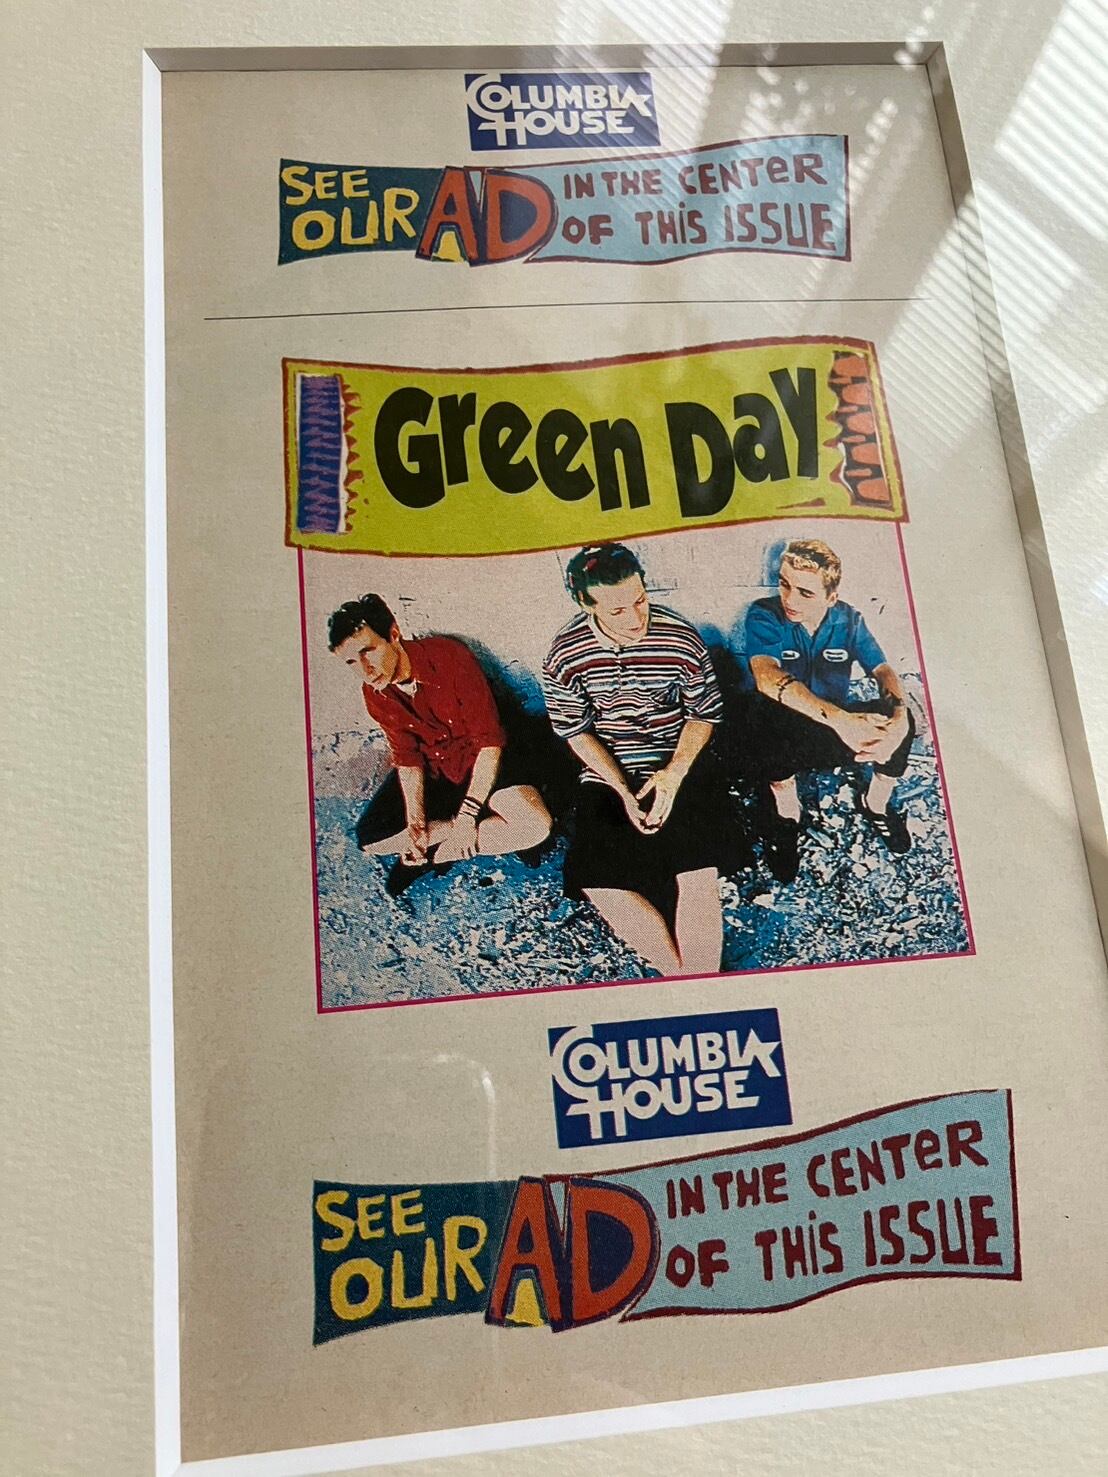 COLUMBIA
HOUSE
SEE
OUR AD IN THE CENTER
OF THIS ISSUE
Green Day
COLUMBIA
HOUSE
SEE
OUR AD IN THE CENTER
OF THIS ISSUE